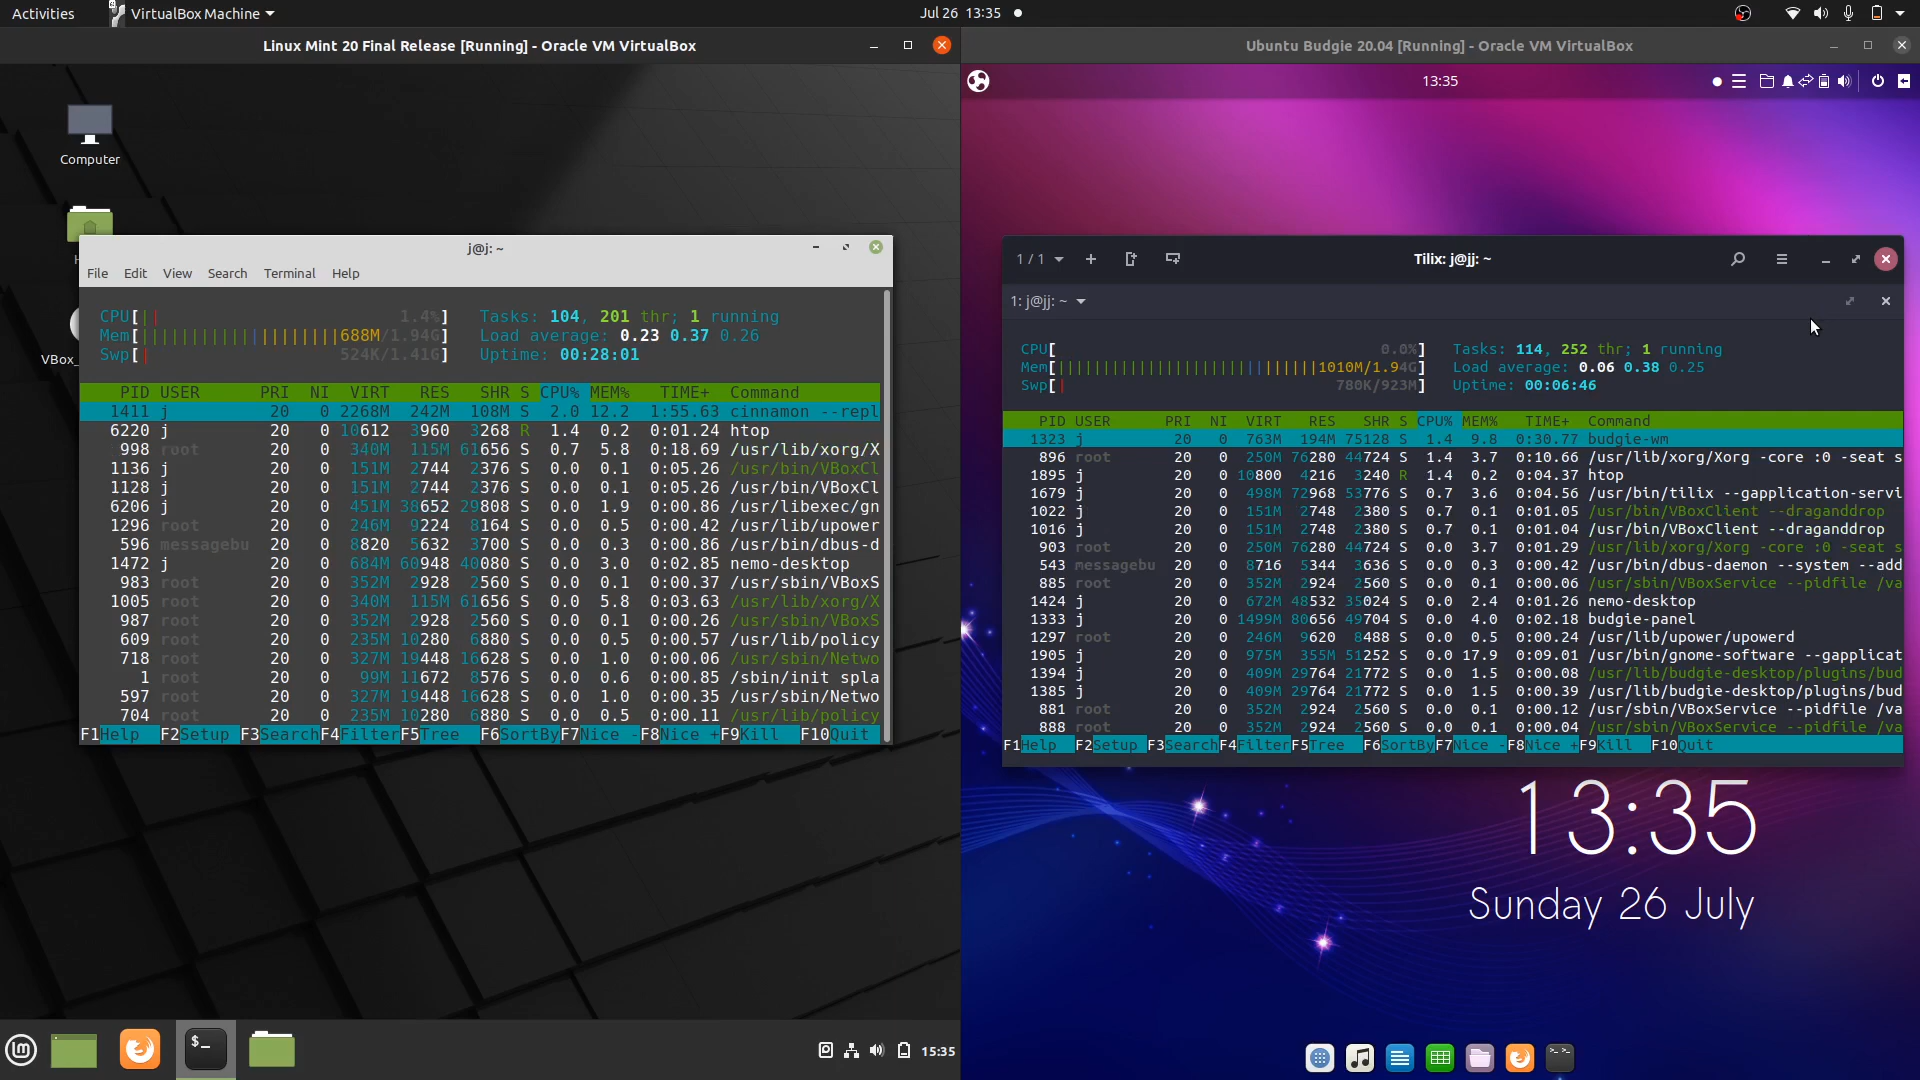 Activities
VirtualBox Machine
Jul 26 13:35
Linux Mint 20 Final Release [Running] - Oracle VM VirtualBox
Computer
VBox_
j@j: ~
File Edit View Search Terminal Help
CPU[|| 1.4%] Tasks: 104, 201 thr; 1 running
Mem[||||||||||||||||||||688M/1.94G] Load average: 0.23 0.37 0.26
Swp[| 524K/1.41G] Uptime: 00:28:01
PID USER PRI NI VIRT RES SHR S CPU% MEM% TIME+ Command
1411 j 20 0 2268M 242M 108M S 2.0 12.2 1:55.63 cinnamon --repl
6220 j 20 0 10612 3960 3268 R 1.4 0.2 0:01.24 htop
998 root 20 0 340M 115M 61656 S 0.7 5.8 0:18.69 /usr/lib/xorg/X
1136 j 20 0 151M 2744 2376 S 0.0 0.1 0:05.26 /usr/bin/VBoxCl
1128 j 20 0 151M 2744 2376 S 0.0 0.1 0:05.26 /usr/bin/VBoxCl
6206 j 20 0 451M 38652 29808 S 0.0 1.9 0:00.86 /usr/libexec/gn
1296 root 20 0 246M 9224 8164 S 0.0 0.5 0:00.42 /usr/lib/upower
596 messagebu 20 0 8820 5632 3700 S 0.0 0.3 0:00.86 /usr/bin/dbus-d
1472 j 20 0 684M 60948 40080 S 0.0 3.0 0:02.85 nemo-desktop
983 root 20 0 352M 2928 2560 S 0.0 0.1 0:00.37 /usr/sbin/VBoxS
1005 root 20 0 340M 115M 61656 S 0.0 5.8 0:03.63 /usr/lib/xorg/X
987 root 20 0 352M 2928 2560 S 0.0 0.1 0:00.26 /usr/sbin/VBoxS
609 root 20 0 235M 10280 6880 S 0.0 0.5 0:00.57 /usr/lib/policy
718 root 20 0 327M 19448 16628 S 0.0 1.0 0:00.06 /usr/sbin/Netwo
1 root 20 0 99M 11672 8576 S 0.0 0.6 0:00.85 /sbin/init spla
597 root 20 0 327M 19448 16628 S 0.0 1.0 0:00.35 /usr/sbin/Netwo
704 root 20 0 235M 10280 6880 S 0.0 0.5 0:00.11 /usr/lib/policy
F1Help F2Setup F3SearchF4FilterF5Tree F6SortByF7Nice -F8Nice +F9Kill F10Quit
15:35
Ubuntu Budgie 20.04 [Running] - Oracle VM VirtualBox
13:35
1 / 1
Tilix: j@jj: ~
1: j@jj: ~
CPU[ 0.0%] Tasks: 114, 252 thr; 1 running
Mem[|||||||||||||||||||||||||||||1010M/1.94G] Load average: 0.06 0.38 0.25
Swp[| 780K/923M] Uptime: 00:06:46
PID USER PRI NI VIRT RES SHR S CPU% MEM% TIME+ Command
1323 j 20 0 763M 194M 75128 S 1.4 9.8 0:30.77 budgie-wm
896 root 20 0 250M 76280 44724 S 1.4 3.7 0:10.66 /usr/lib/xorg/Xorg -core :0 -seat s
1895 j 20 0 10800 4216 3240 R 1.4 0.2 0:04.37 htop
1679 j 20 0 498M 72968 53776 S 0.7 3.6 0:04.56 /usr/bin/tilix --gapplication-servi
1022 j 20 0 151M 2748 2380 S 0.7 0.1 0:01.05 /usr/bin/VBoxClient --draganddrop
1016 j 20 0 151M 2748 2380 S 0.7 0.1 0:01.04 /usr/bin/VBoxClient --draganddrop
903 root 20 0 250M 76280 44724 S 0.0 3.7 0:01.29 /usr/lib/xorg/Xorg -core :0 -seat s
543 messagebu 20 0 8716 5344 3636 S 0.0 0.3 0:00.42 /usr/bin/dbus-daemon --system --add
885 root 20 0 352M 2924 2560 S 0.0 0.1 0:00.06 /usr/sbin/VBoxService --pidfile /va
1424 j 20 0 672M 48532 35024 S 0.0 2.4 0:01.26 nemo-desktop
1333 j 20 0 1499M 80656 49704 S 0.0 4.0 0:02.18 budgie-panel
1297 root 20 0 246M 9620 8488 S 0.0 0.5 0:00.24 /usr/lib/upower/upowerd
1905 j 20 0 975M 355M 51252 S 0.0 17.9 0:09.01 /usr/bin/gnome-software --gapplicat
1394 j 20 0 409M 29764 21772 S 0.0 1.5 0:00.08 /usr/lib/budgie-desktop/plugins/bud
1385 j 20 0 409M 29764 21772 S 0.0 1.5 0:00.39 /usr/lib/budgie-desktop/plugins/bud
881 root 20 0 352M 2924 2560 S 0.0 0.1 0:00.12 /usr/sbin/VBoxService --pidfile /va
888 root 20 0 352M 2924 2560 S 0.0 0.1 0:00.04 /usr/sbin/VBoxService --pidfile /va
F1Help F2Setup F3SearchF4FilterF5Tree F6SortByF7Nice -F8Nice +F9Kill F10Quit
13:35
Sunday 26 July